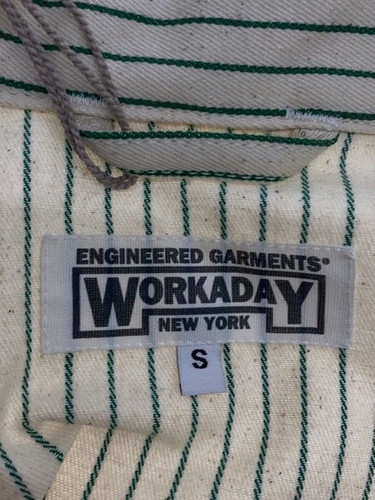 ENGINEERED GARMENTS®
WORKADAY
NEW YORK
S